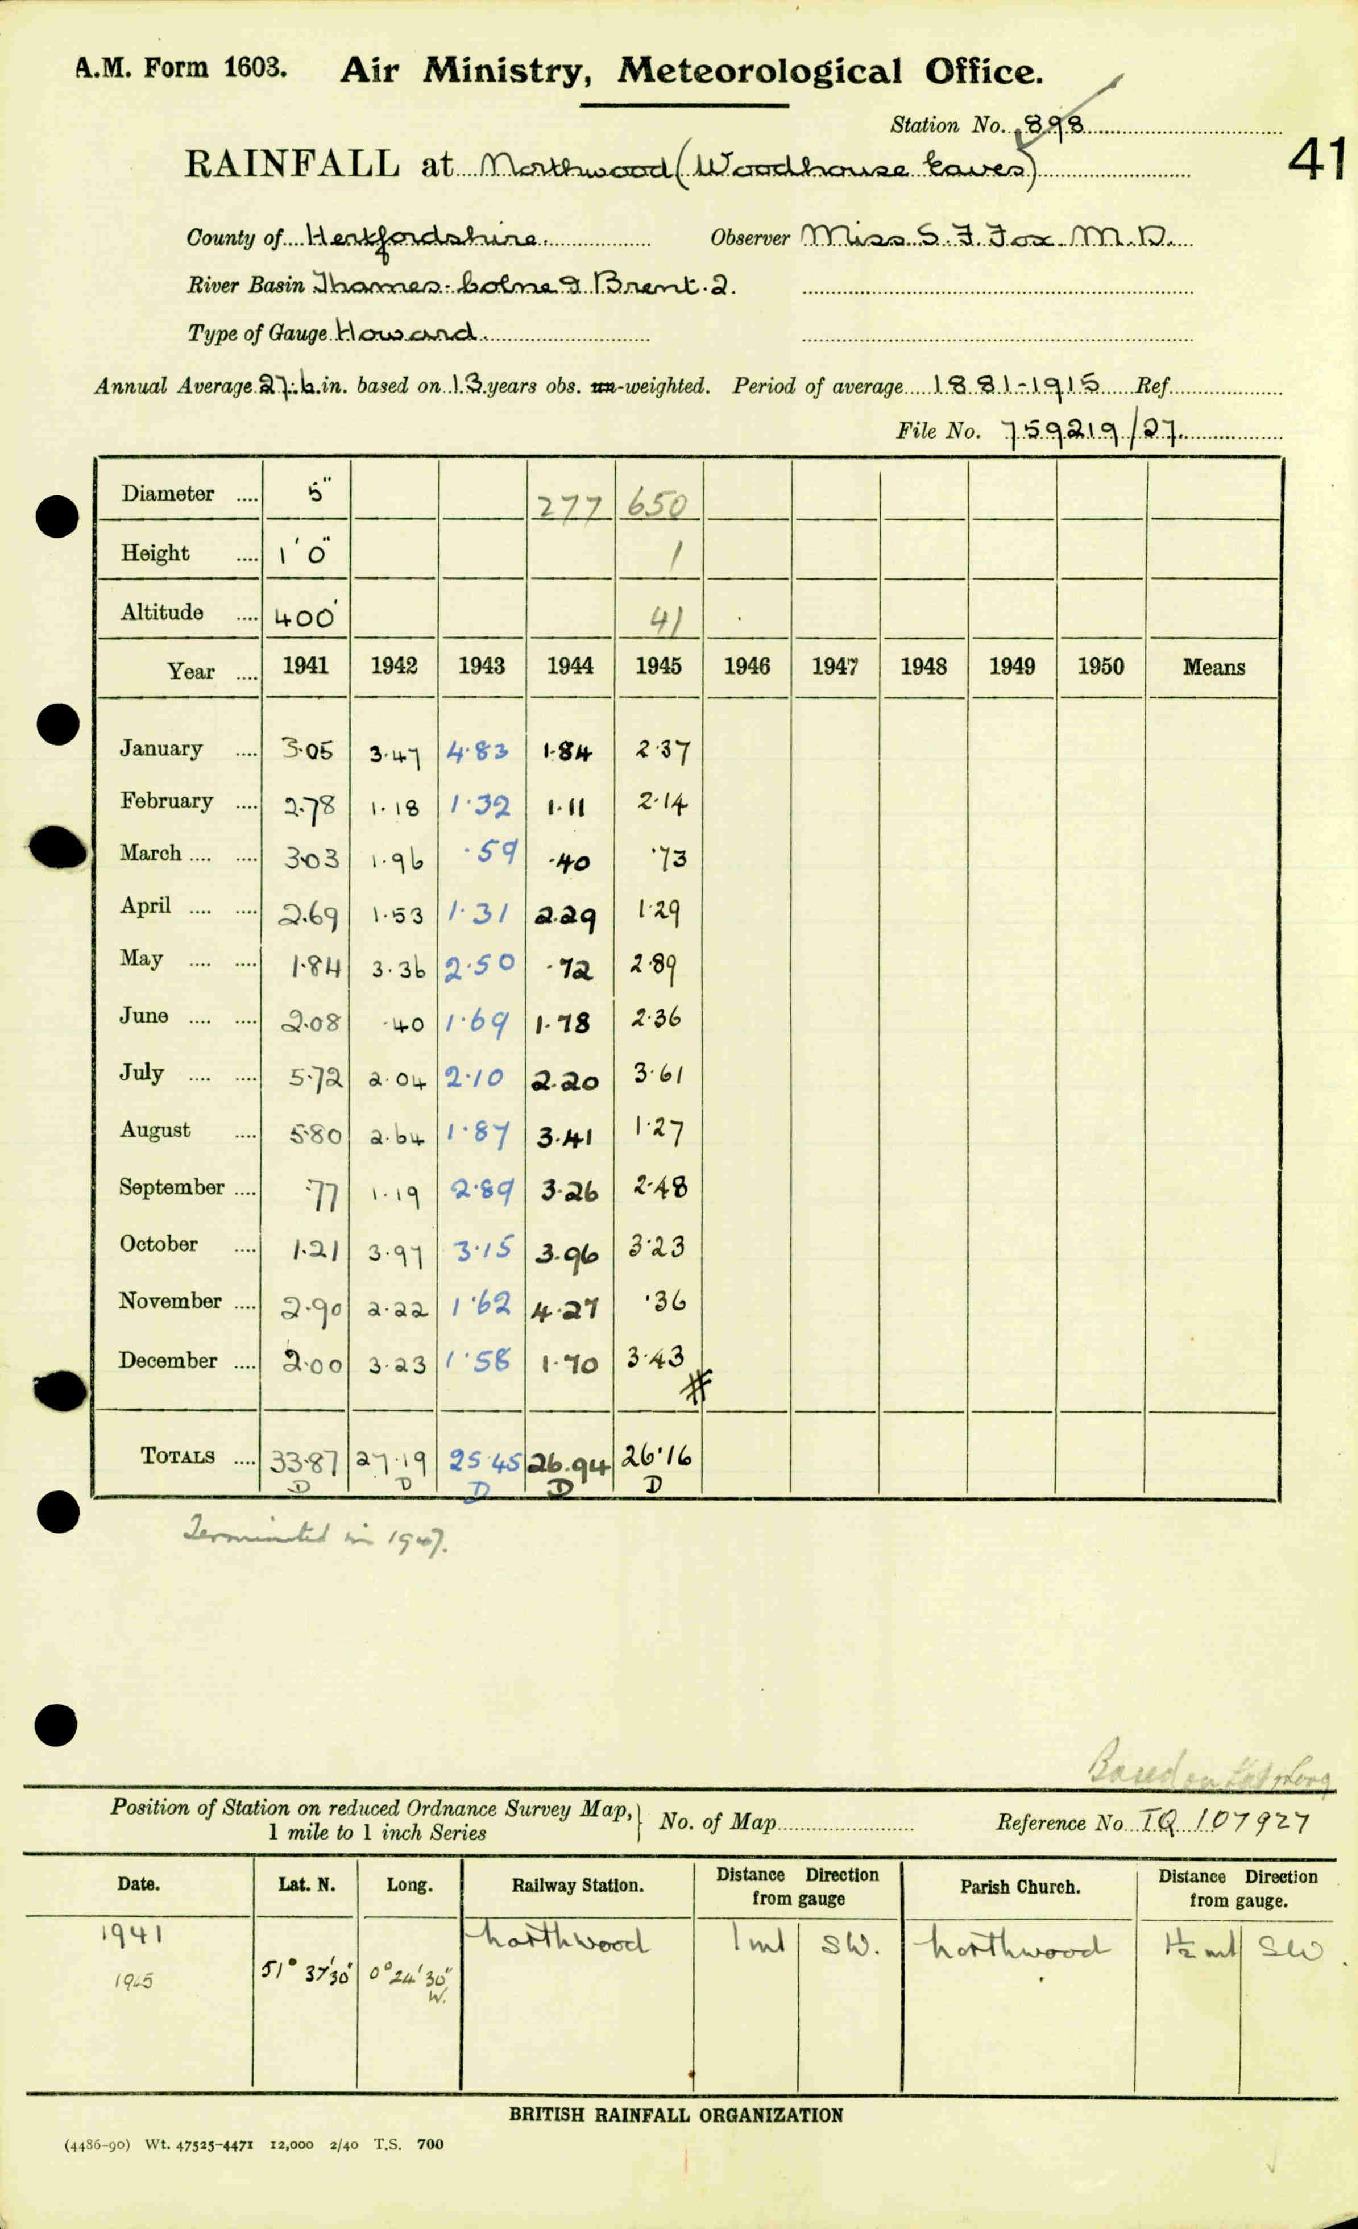 A.M. Form 1603. Air Ministry, Meteorological Office.
Station No. 898
41
RAINFALL at Northwood (Woodhouse Eaves)
County of Hertfordshire. Observer Miss S. F. Fox M.D.
River Basin Thames-Colne & Brent. 2.
Type of Gauge Howard.
Annual Average 27.6 in. based on 13 years obs. un-weighted. Period of average 1881-1915 Ref.
File No. 759219/27.
Diameter .... 5" 277 650
Height .... 1' 0" 1
Altitude .... 400' 41
Year .... 1941 1942 1943 1944 1945 1946 1947 1948 1949 1950 Means
January .... 3.05 3.47 4.83 1.84 2.37
February .... 2.78 1.18 1.32 1.11 2.14
March .... .... 3.03 1.96 .59 .40 .73
April .... .... 2.69 1.53 1.31 2.29 1.29
May .... .... 1.84 3.36 2.50 .72 2.89
June .... .... 2.08 .40 1.69 1.78 2.36
July .... .... 5.72 2.04 2.10 2.20 3.61
August .... 5.80 2.64 1.87 3.41 1.27
September .... .77 1.19 2.89 3.26 2.48
October .... 1.21 3.97 3.15 3.96 3.23
November .... 2.90 2.22 1.62 4.27 .36
December .... 2.00 3.23 1.58 1.70 3.43
#
TOTALS .... 33.87 27.19 25.45 26.94 26.16
D D D D D
Terminated in 1947.
Based on Lat & Long
Position of Station on reduced Ordnance Survey Map, 1 mile to 1 inch Series } No. of Map Reference No. TQ 107927
Date. Lat. N. Long. Railway Station. Distance Direction from gauge Parish Church. Distance Direction from gauge.
1941 Northwood 1 ml SW. Northwood 1½ ml SW.
1945 51° 37' 30" 0° 24' 30" W.
BRITISH RAINFALL ORGANIZATION
(4486-90) Wt. 47525-4471 12,000 2/40 T.S. 700